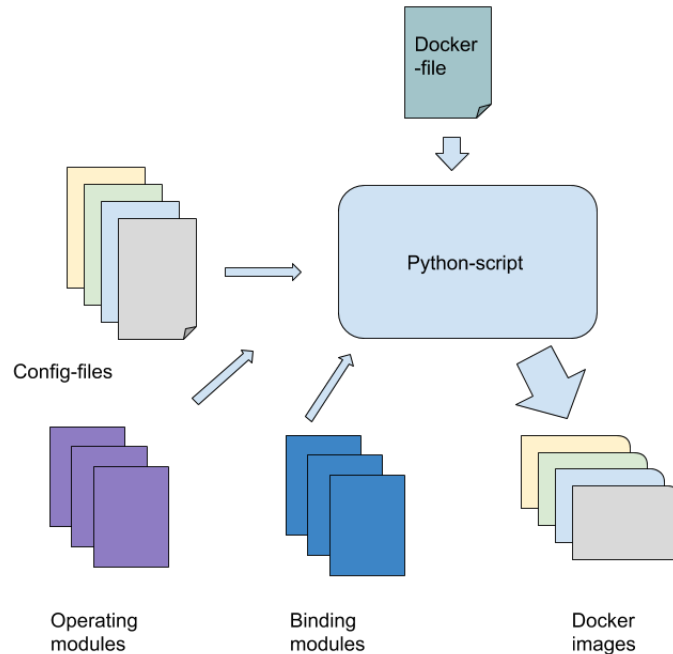 Docker
-file
Python-script
Config-files
Operating
modules
Binding
modules
Docker
images